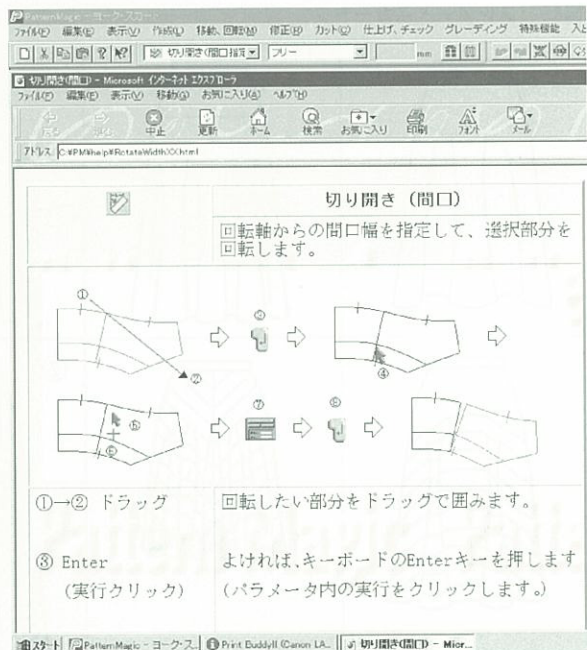 PatternMagic - ヨーク・スカート
ファイル(F) 編集(E) 表示(V) 作成(L) 移動、回転(M) 修正(R) カット(C) 仕上げ、チェック グレーディング 特殊機能
切り開き(間口指定 フリー mm
切り開き(間口) - Microsoft インターネット エクスプローラ
ファイル(F) 編集(E) 表示(V) 移動(G) お気に入り(A) ヘルプ(H)
戻る 進む 中止 更新 ホーム 検索 お気に入り 印刷 フォント メール
アドレス C:¥PM¥help¥RotateWidthXX.html
切り開き (間口)
回転軸からの間口幅を指定して、選択部分を
回転します。
①
②
③
④
⑤
⑥
⑦
⑧
①→② ドラッグ 回転したい部分をドラッグで囲みます。
③ Enter よければ、キーボードのEnterキーを押します
(実行クリック) (パラメータ内の実行をクリックします。)
スタート PatternMagic - ヨーク・ス... Print BuddyII (Canon LA... 切り開き(間口) - Micr...